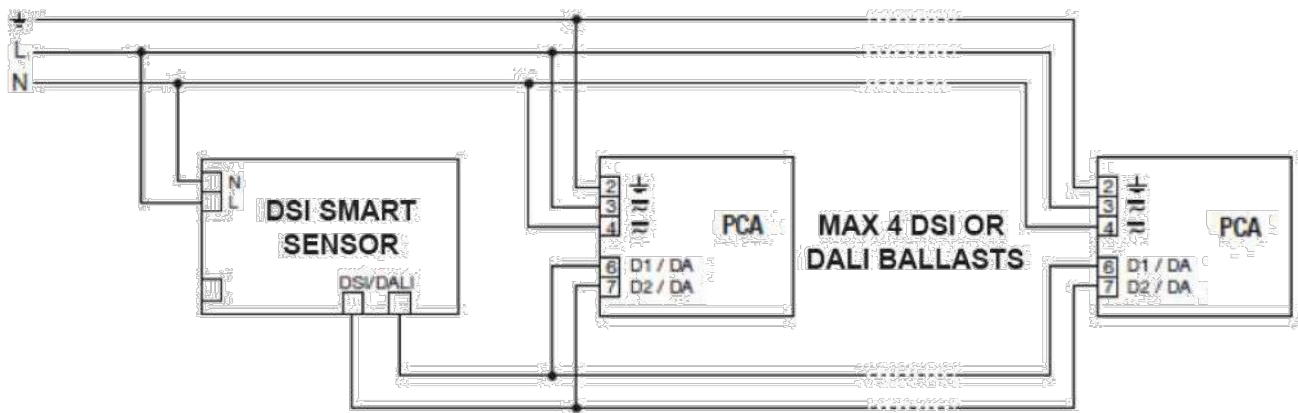 L
N
N
L
DSI SMART
SENSOR
DSI/DALI
2
3
4
PCA
6 D1 / DA
7 D2 / DA
MAX 4 DSI OR
DALI BALLASTS
2
3
4
PCA
6 D1 / DA
7 D2 / DA